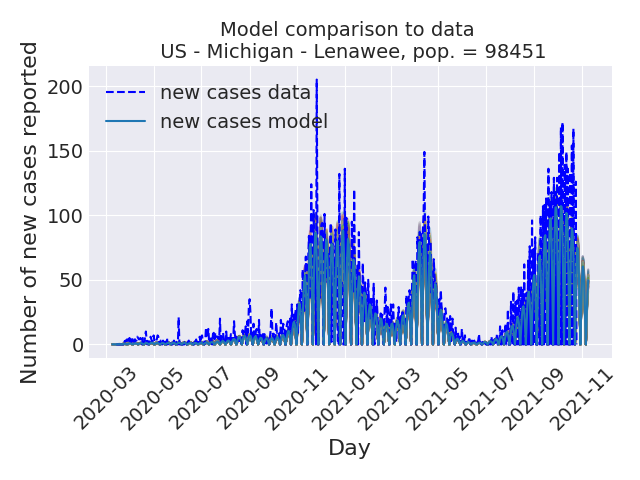 Model comparison to data
US - Michigan - Lenawee, pop. = 98451
Number of new cases reported
200
150
100
50
0
new cases data
new cases model
2020-03
2020-05
2020-07
2020-09
2020-11
2021-01
2021-03
2021-05
2021-07
2021-09
2021-11
Day